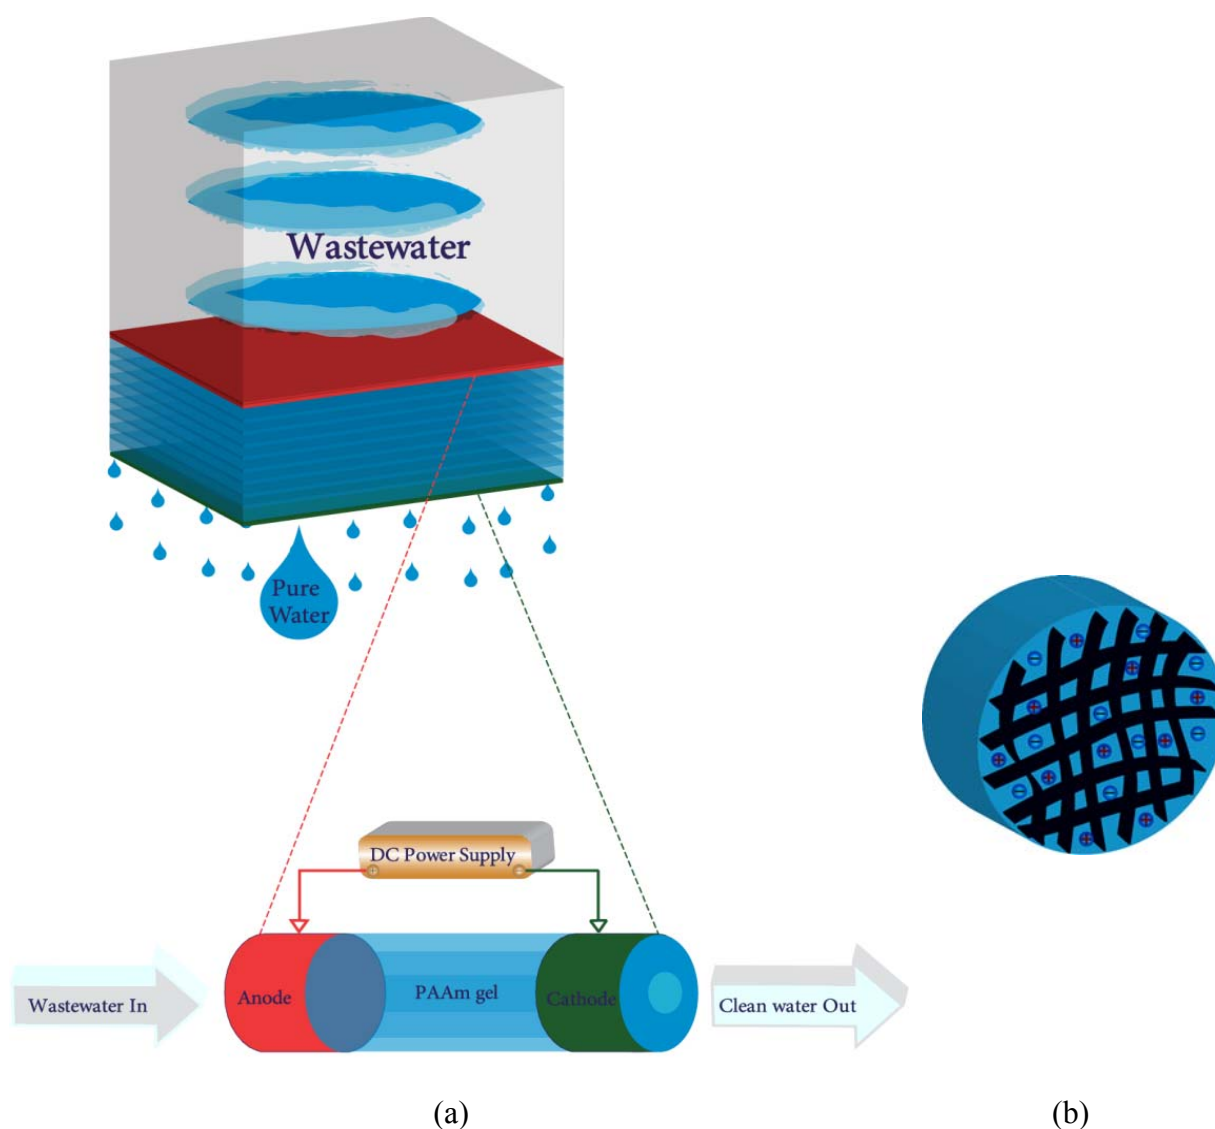 Wastewater
Pure
Water
DC Power Supply
Wastewater In
Anode
PAAm gel
Cathode
Clean water Out
(a)
(b)